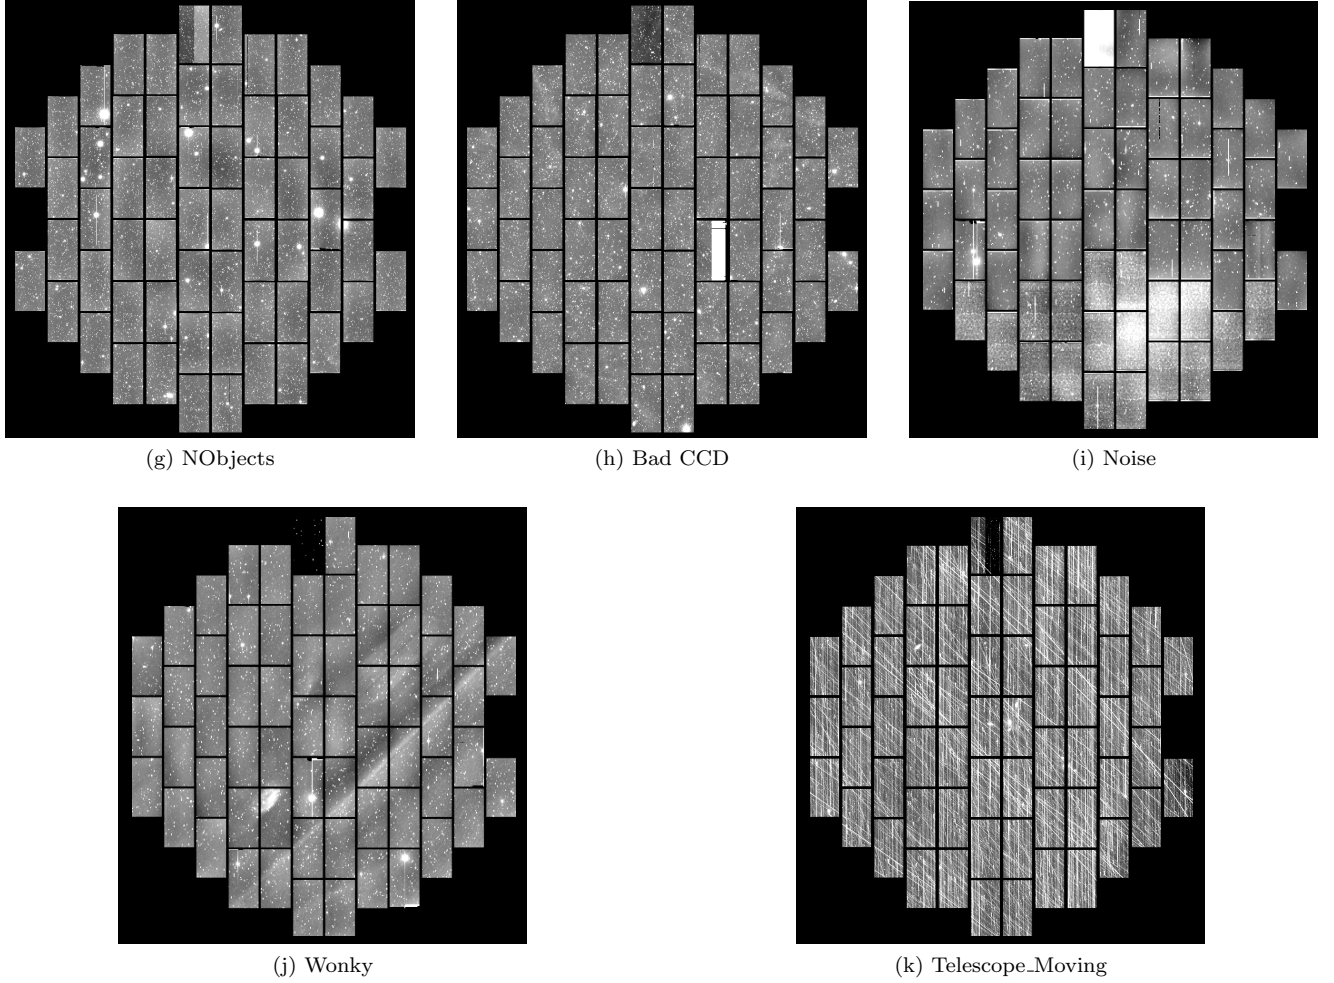 (g) NObjects
(h) Bad CCD
(i) Noise
(j) Wonky
(k) Telescope_Moving